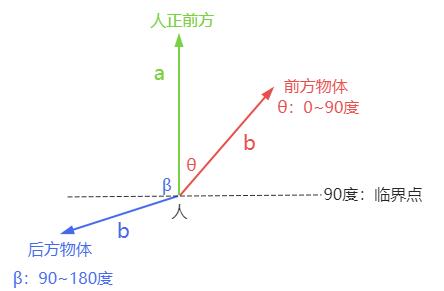 人正前方
a
前方物体
θ：0~90度
b
θ
β
90度：临界点
人
b
后方物体
β：90~180度